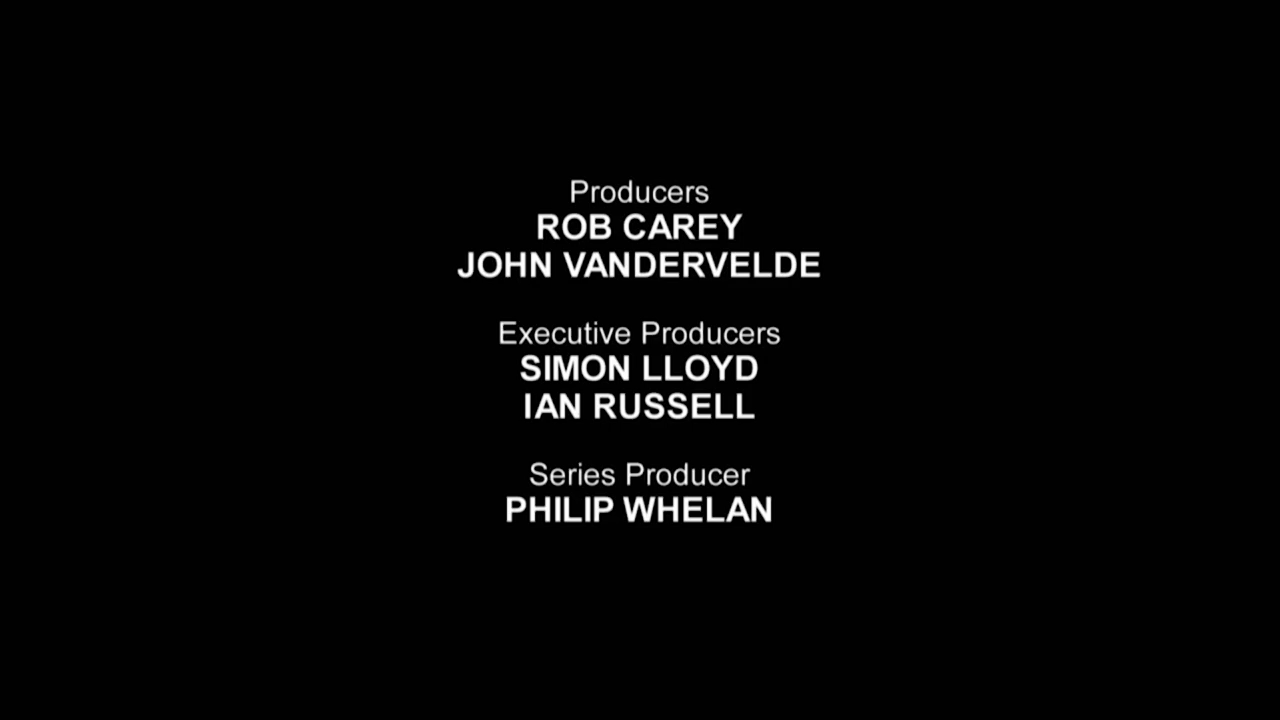 Producers
ROB CAREY
JOHN VANDERVELDE
Executive Producers
SIMON LLOYD
IAN RUSSELL
Series Producer
PHILIP WHELAN